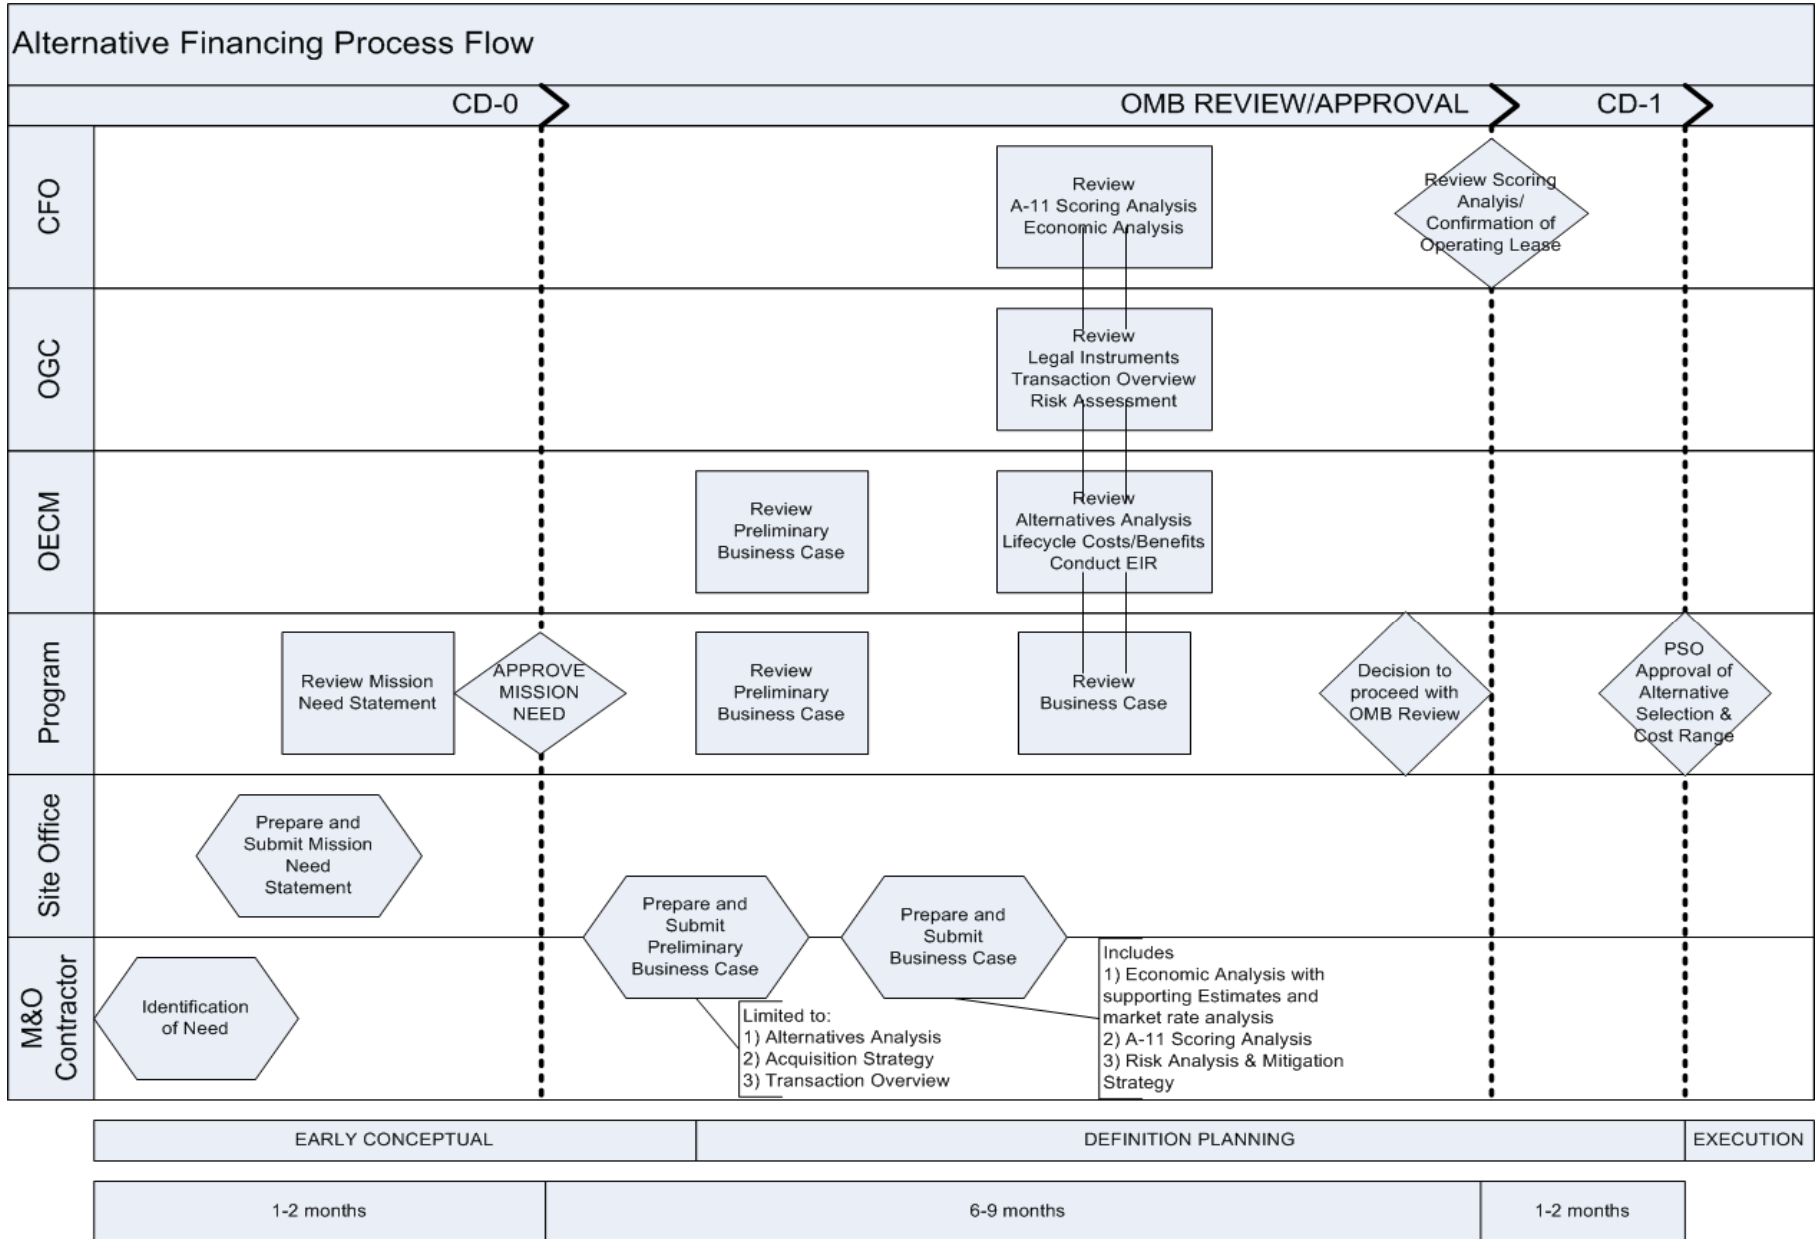 Alternative Financing Process Flow
CD-0
OMB REVIEW/APPROVAL
CD-1
CFO
Review
A-11 Scoring Analysis
Economic Analysis
Review Scoring
Analyis/
Confirmation of
Operating Lease
OGC
Review
Legal Instruments
Transaction Overview
Risk Assessment
OECM
Review
Preliminary
Business Case
Review
Alternatives Analysis
Lifecycle Costs/Benefits
Conduct EIR
Program
Review Mission
Need Statement
APPROVE
MISSION
NEED
Review
Preliminary
Business Case
Review
Business Case
Decision to
proceed with
OMB Review
PSO
Approval of
Alternative
Selection &
Cost Range
Site Office
Prepare and
Submit Mission
Need
Statement
Prepare and
Submit
Preliminary
Business Case
Prepare and
Submit
Business Case
M&O
Contractor
Identification
of Need
Limited to:
1) Alternatives Analysis
2) Acquisition Strategy
3) Transaction Overview
Includes
1) Economic Analysis with
supporting Estimates and
market rate analysis
2) A-11 Scoring Analysis
3) Risk Analysis & Mitigation
Strategy
EARLY CONCEPTUAL
DEFINITION PLANNING
EXECUTION
1-2 months
6-9 months
1-2 months